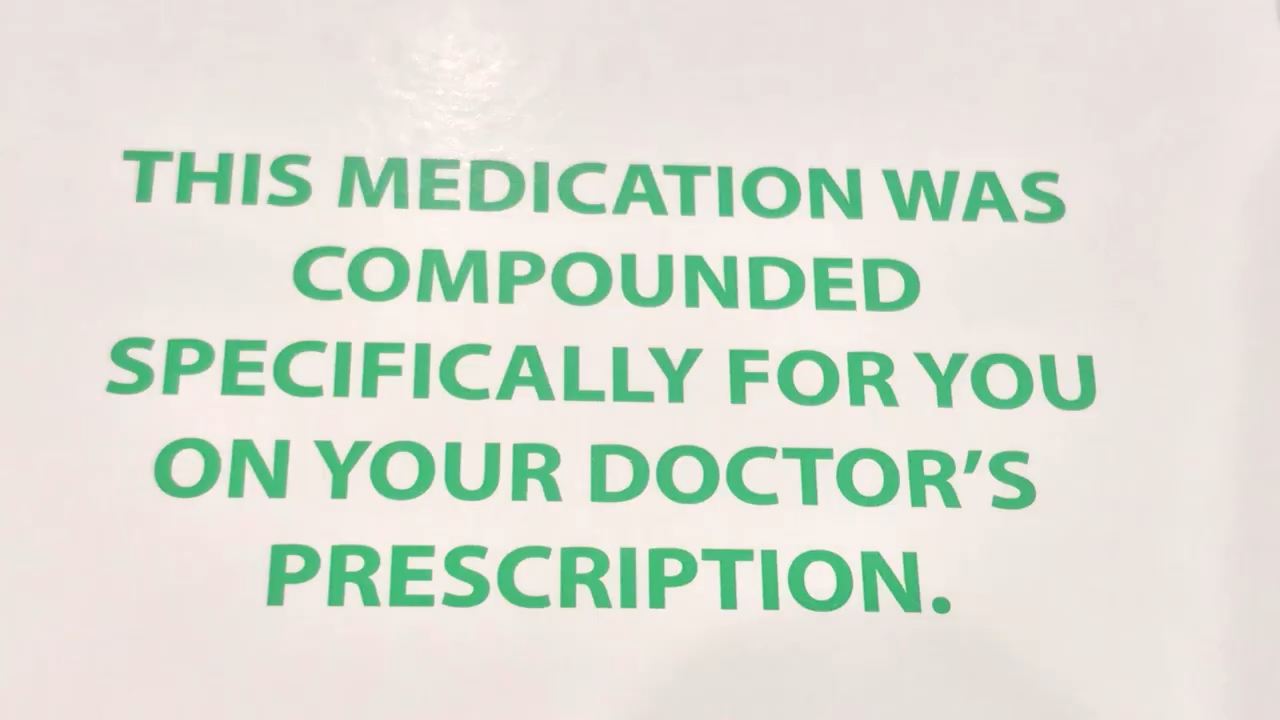 THIS MEDICATION WAS
COMPOUNDED
SPECIFICALLY FOR YOU
ON YOUR DOCTOR’S
PRESCRIPTION.